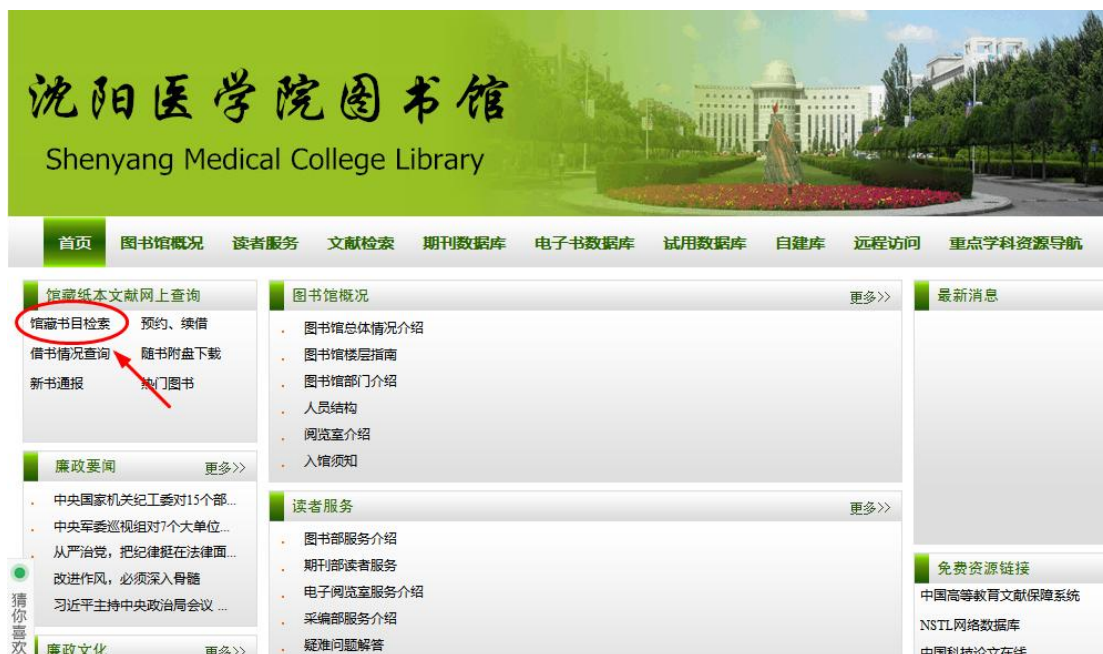 沈阳医学院图书馆
Shenyang Medical College Library
首页 图书馆概况 读者服务 文献检索 期刊数据库 电子书数据库 试用数据库 自建库 远程访问 重点学科资源导航
馆藏纸本文献网上查询
馆藏书目检索 预约、续借
借书情况查询 随书附盘下载
新书通报 热门图书
廉政要闻 更多>>
中央国家机关纪工委对15个部...
中央军委巡视组对7个大单位...
从严治党，把纪律挺在法律面...
改进作风，必须深入骨髓
习近平主持中央政治局会议 ...
廉政文化 更多>>
猜你喜欢
图书馆概况 更多>>
图书馆总体情况介绍
图书馆楼层指南
图书馆部门介绍
人员结构
阅览室介绍
入馆须知
读者服务 更多>>
图书部服务介绍
期刊部读者服务
电子阅览室服务介绍
采编部服务介绍
疑难问题解答
最新消息
免费资源链接
中国高等教育文献保障系统
NSTL网络数据库
中国科技论文在线